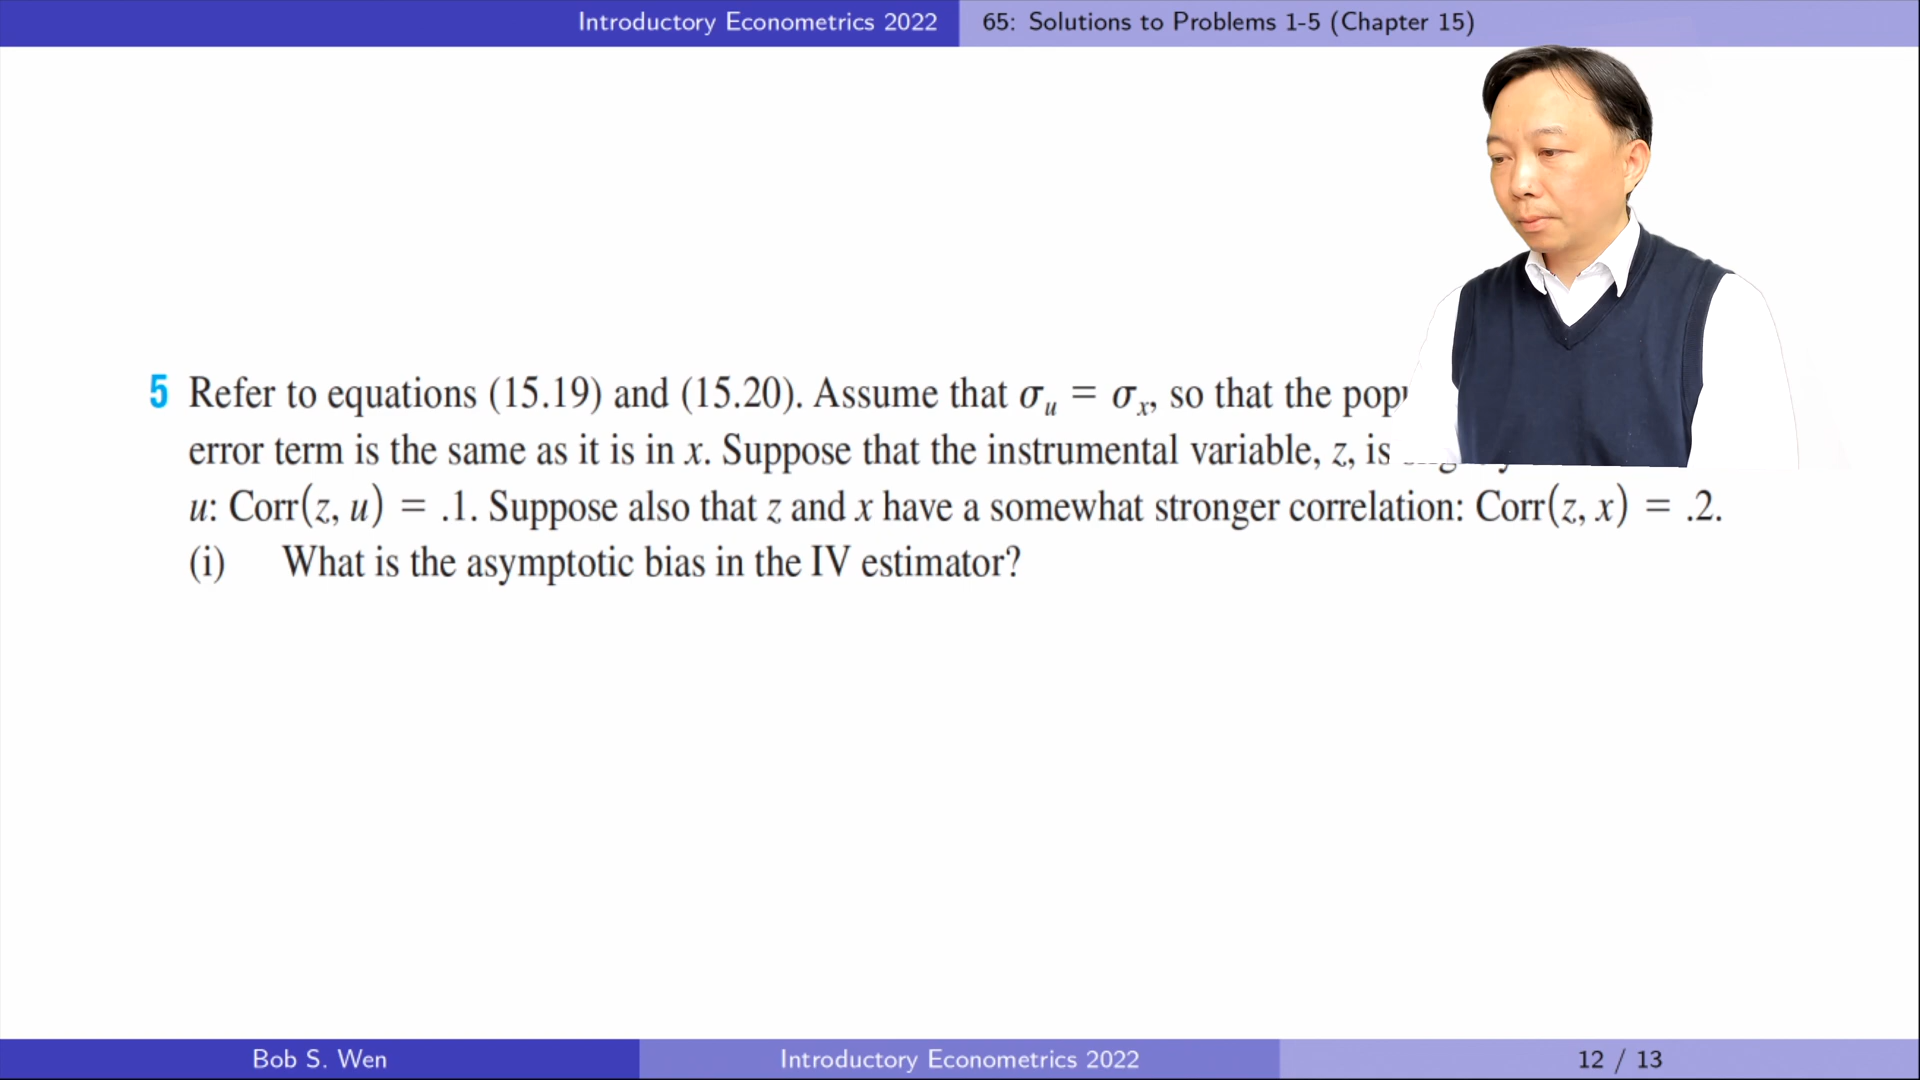 Introductory Econometrics 2022
65: Solutions to Problems 1-5 (Chapter 15)
5 Refer to equations (15.19) and (15.20). Assume that σᵤ = σₓ, so that the
error term is the same as it is in x. Suppose that the instrumental variable, z, is
u: Corr(z, u) = .1. Suppose also that z and x have a somewhat stronger correlation: Corr(z, x) = .2.
(i) What is the asymptotic bias in the IV estimator?
Bob S. Wen
Introductory Econometrics 2022
12 / 13